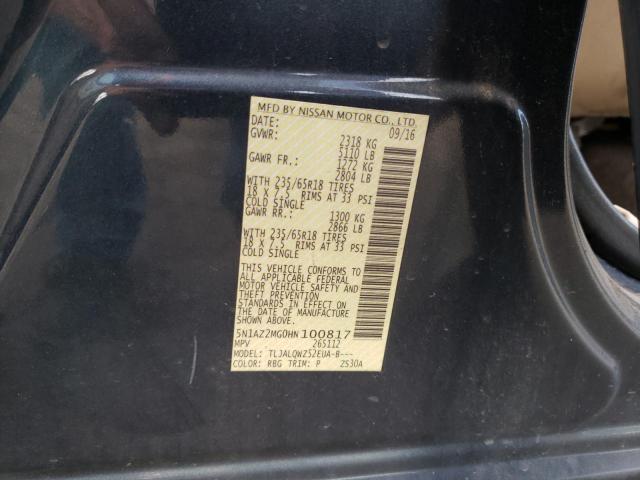 MFD BY NISSAN MOTOR CO., LTD.
DATE: 09/16
GVWR: 2318 KG
5110 LB
GAWR FR.: 1272 KG
2804 LB
WITH 235/65R18 TIRES
18 X 7.5 RIMS AT 33 PSI
COLD SINGLE
GAWR RR.: 1300 KG
2866 LB
WITH 235/65R18 TIRES
18 X 7.5 RIMS AT 33 PSI
COLD SINGLE
THIS VEHICLE CONFORMS TO
ALL APPLICABLE FEDERAL
MOTOR VEHICLE SAFETY AND
THEFT PREVENTION
STANDARDS IN EFFECT ON
THE DATE OF MANUFACTURE
SHOWN ABOVE.
5N1AZ2MG0HN100817
MPV 265112
MODEL: TLJALQWZ52EUA-B---
COLOR: RBG TRIM: P ZS30A